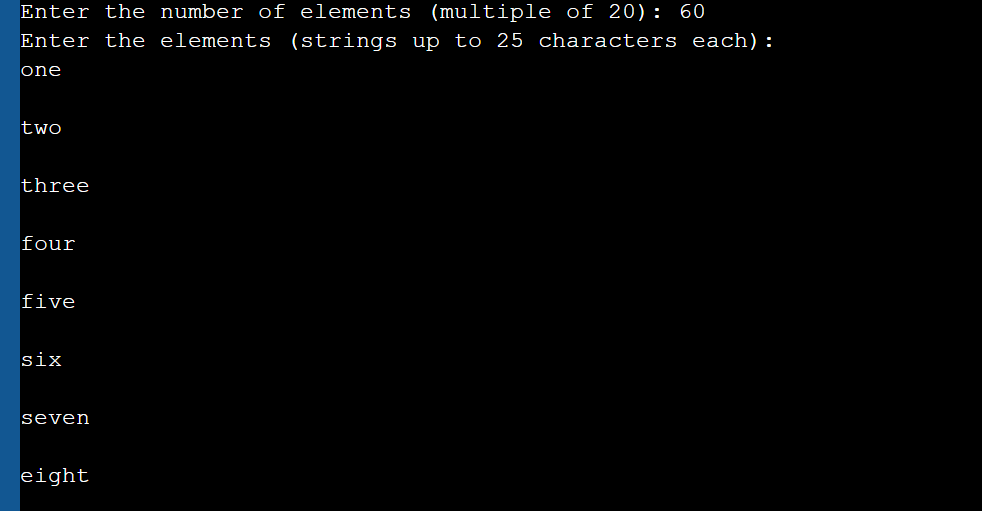 Enter the number of elements (multiple of 20): 60
Enter the elements (strings up to 25 characters each):
one
two
three
four
five
six
seven
eight